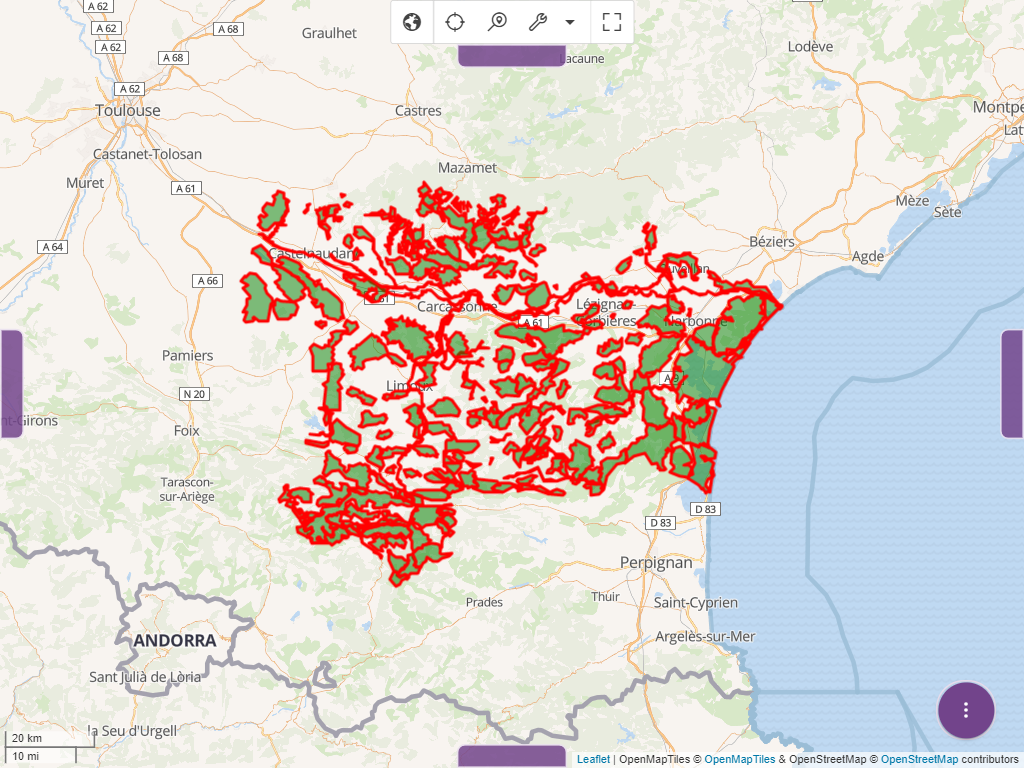 A 62
A 62
A 68
Graulhet
A 62
Lodève
A 68
Lacaune
A 62
Toulouse
Castres
Montpe
Lat
Castanet-Tolosan
Mazamet
Muret
A 61
Mèze
Sète
Béziers
A 64
Castelnaudary
Agde
A 66
A 61
Carcassonne
Lézignan-
Corbières
A 61
Narbonne
Pamiers
A 9
Limoux
N 20
nt-Girons
Foix
Tarascon-
sur-Ariège
D 83
D 83
Perpignan
Prades
Thuir
Saint-Cyprien
Argelès-sur-Mer
ANDORRA
Sant Julià de Lòria
la Seu d'Urgell
20 km
10 mi
Leaflet | OpenMapTiles © OpenMapTiles & OpenStreetMap © OpenStreetMap contributors